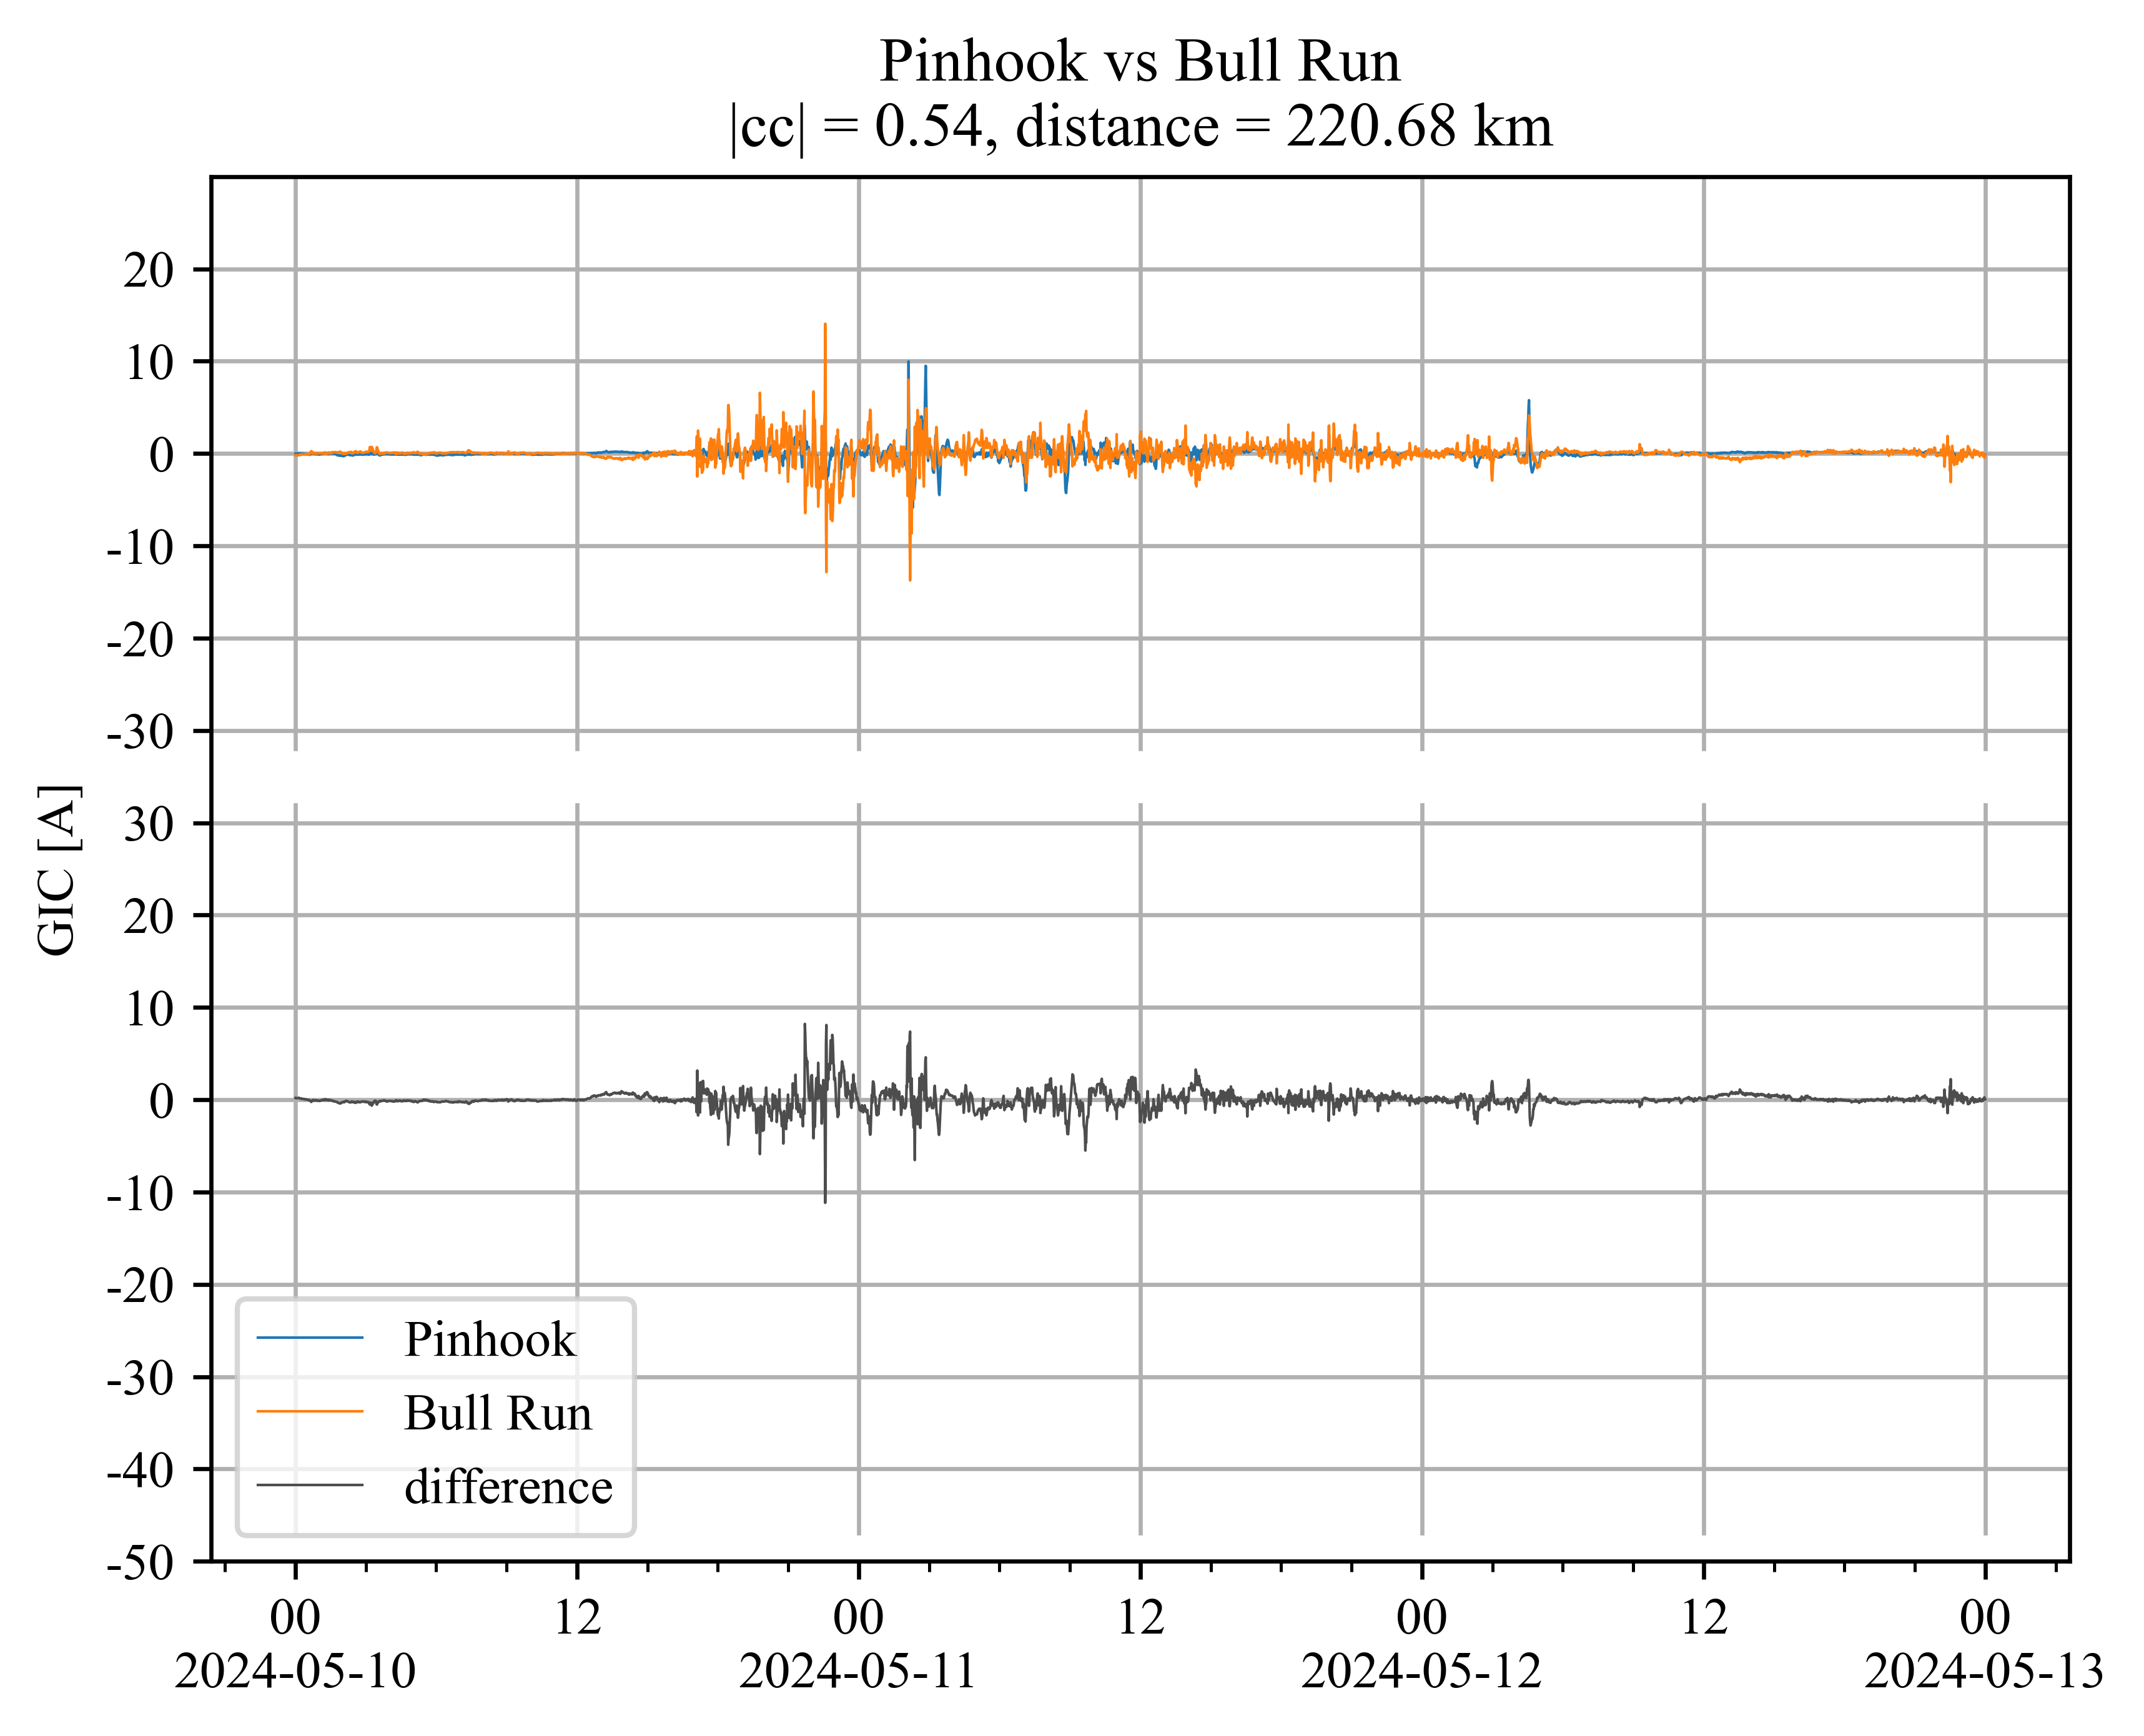 Pinhook vs Bull Run
|cc| = 0.54, distance = 220.68 km
20
10
0
-10
-20
-30
30
20
10
0
-10
-20
-30
-40
-50
GIC [A]
Pinhook
Bull Run
difference
00 12 00 12 00 12 00
2024-05-10 2024-05-11 2024-05-12 2024-05-13